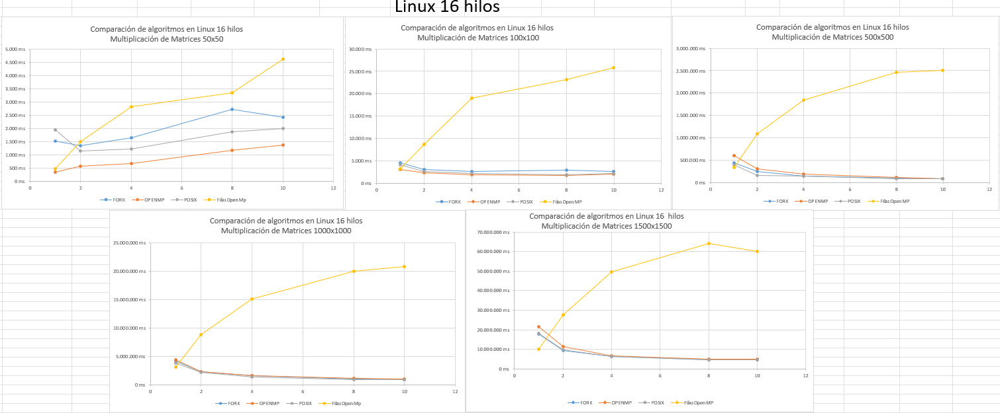 Linux 16 hilos
Comparación de algoritmos en Linux 16 hilos
Multiplicación de Matrices 50x50
5.000 ms
4.500 ms
4.000 ms
3.500 ms
3.000 ms
2.500 ms
2.000 ms
1.500 ms
1.000 ms
500 ms
0 ms
0 2 4 6 8 10 12
FORK OPENMP POSIX FilasOpen Mp
Comparación de algoritmos en Linux 16 hilos
Multiplicación de Matrices 100x100
30.000 ms
25.000 ms
20.000 ms
15.000 ms
10.000 ms
5.000 ms
0 ms
0 2 4 6 8 10 12
FORK OPENMP POSIX FilasOpen MP
Comparación de algoritmos en Linux 16 hilos
Multiplicación de Matrices 500x500
3.000.000 ms
2.500.000 ms
2.000.000 ms
1.500.000 ms
1.000.000 ms
500.000 ms
0 ms
0 2 4 6 8 10 12
FORK OPENMP POSIX FilasOpen Mp
Comparación de algoritmos en Linux 16 hilos
Multiplicación de Matrices 1000x1000
25.000.000 ms
20.000.000 ms
15.000.000 ms
10.000.000 ms
5.000.000 ms
0 ms
0 2 4 6 8 10 12
FORK OPENMP POSIX FilasOpen Mp
Comparación de algoritmos en Linux 16 hilos
Multiplicación de Matrices 1500x1500
70.000.000 ms
60.000.000 ms
50.000.000 ms
40.000.000 ms
30.000.000 ms
20.000.000 ms
10.000.000 ms
0 ms
0 2 4 6 8 10 12
FORK OPENMP POSIX FilasOpen MP